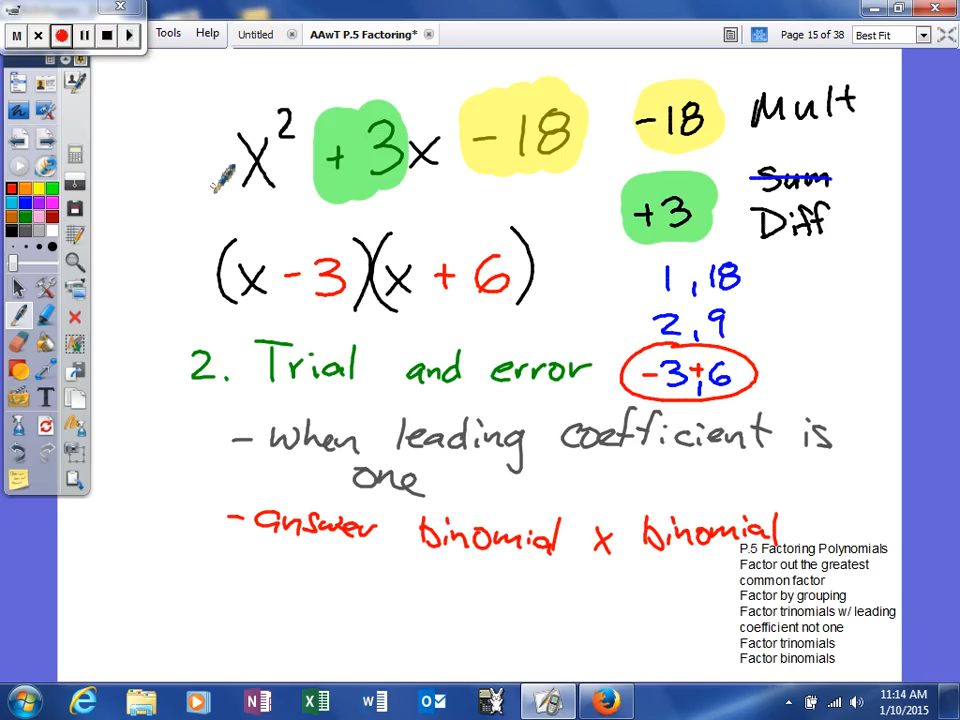 M
Tools Help Untitled AAwT P.5 Factoring* Page 15 of 38 Best Fit
x² + 3x - 18
-18 Mult
+3 Sum
Diff
(x - 3)(x + 6)
1, 18
2, 9
-3, +6
2. Trial and error
- When leading coefficient is
one
- answer binomial x binomial
P.5 Factoring Polynomials
Factor out the greatest
common factor
Factor by grouping
Factor trinomials w/ leading
coefficient not one
Factor trinomials
Factor binomials
11:14 AM
1/10/2015